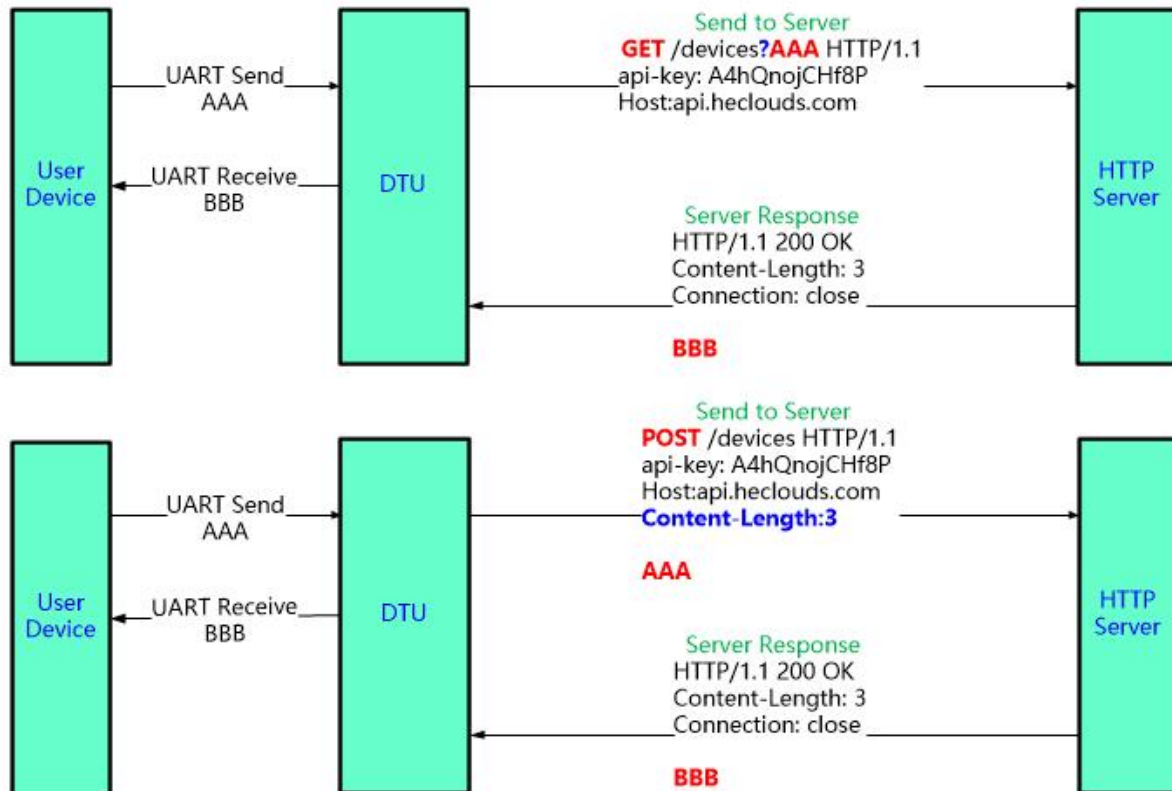 Send to Server
GET /devices?AAA HTTP/1.1
api-key: A4hQnojCHf8P
Host:api.heclouds.com
UART Send
AAA
User
Device
UART Receive
BBB
DTU
HTTP
Server
Server Response
HTTP/1.1 200 OK
Content-Length: 3
Connection: close
BBB
Send to Server
POST /devices HTTP/1.1
api-key: A4hQnojCHf8P
Host:api.heclouds.com
Content-Length:3
AAA
UART Send
AAA
User
Device
UART Receive
BBB
DTU
HTTP
Server
Server Response
HTTP/1.1 200 OK
Content-Length: 3
Connection: close
BBB